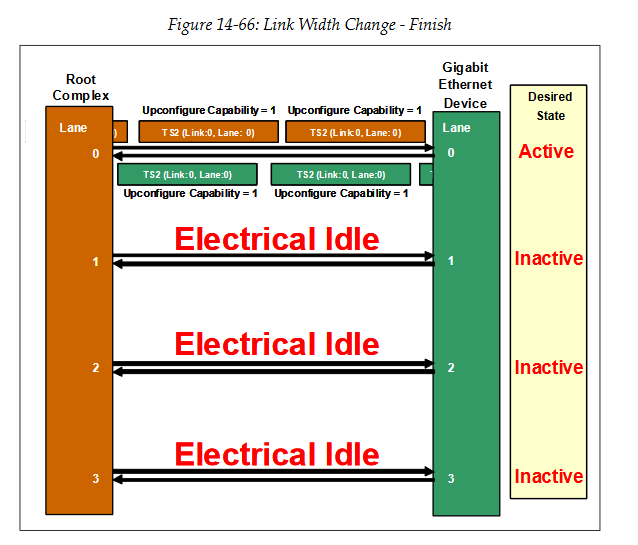 Figure 14-66: Link Width Change - Finish
Root
Complex
Gigabit
Ethernet
Device
Desired
State
Upconfigure Capability = 1
Upconfigure Capability = 1
Lane
)
TS2 (Link:0, Lane: 0)
TS2 (Link:0, Lane: 0)
Lane
0
0
Active
TS2 (Link:0, Lane:0)
TS2 (Link:0, Lane:0)
T
Upconfigure Capability = 1
Upconfigure Capability = 1
Electrical Idle
1
1
Inactive
Electrical Idle
2
2
Inactive
Electrical Idle
3
3
Inactive